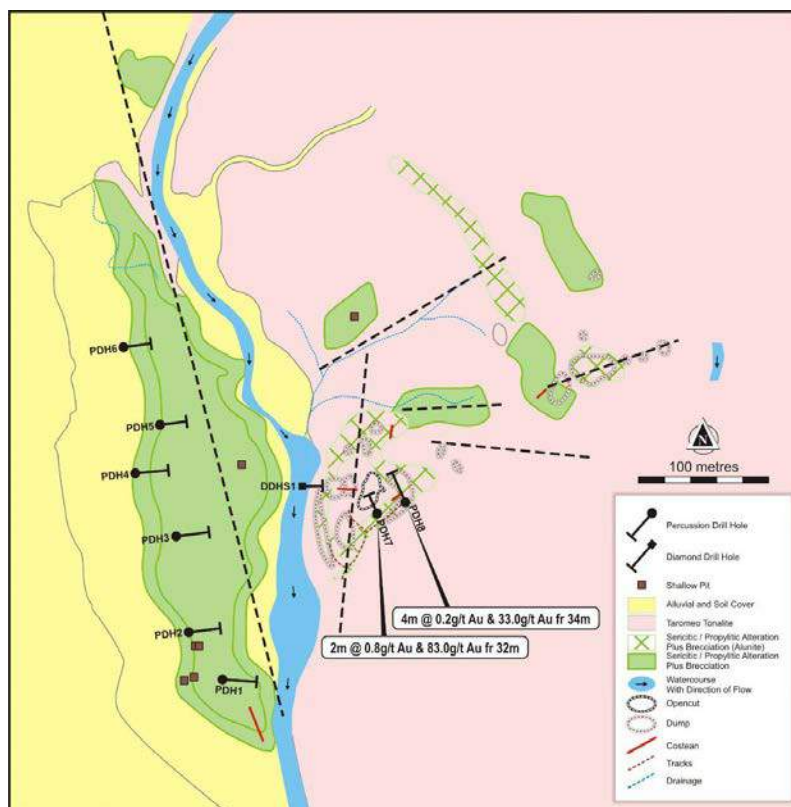 PDH6
PDH5
PDH4
DDHS1
PDH3
PDH7
PDH8
PDH2
PDH1
4m @ 0.2g/t Au & 33.0g/t Au fr 34m
2m @ 0.8g/t Au & 83.0g/t Au fr 32m
N
100 metres
Percussion Drill Hole
Diamond Drill Hole
Shallow Pit
Alluvial and Soil Cover
Taromeo Tonalite
Sericitic / Propylitic Alteration
Plus Brecciation (Alunite)
Sericitic / Propylitic Alteration
Plus Brecciation
Watercourse
With Direction of Flow
Opencut
Dump
Costean
Tracks
Drainage